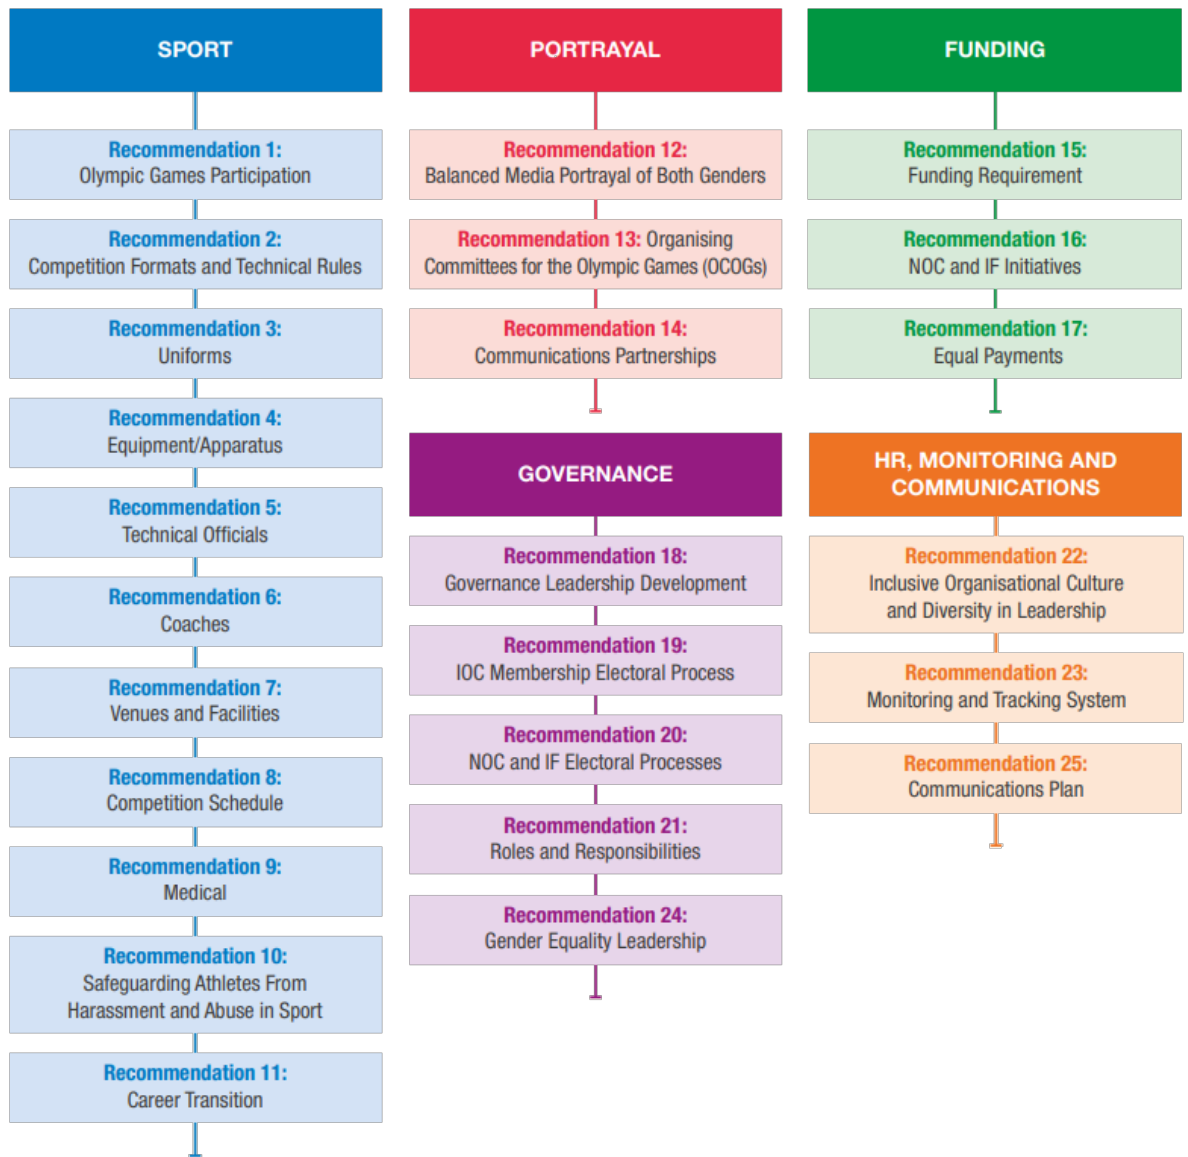 SPORT
Recommendation 1:
Olympic Games Participation
Recommendation 2:
Competition Formats and Technical Rules
Recommendation 3:
Uniforms
Recommendation 4:
Equipment/Apparatus
Recommendation 5:
Technical Officials
Recommendation 6:
Coaches
Recommendation 7:
Venues and Facilities
Recommendation 8:
Competition Schedule
Recommendation 9:
Medical
Recommendation 10:
Safeguarding Athletes From
Harassment and Abuse in Sport
Recommendation 11:
Career Transition
PORTRAYAL
Recommendation 12:
Balanced Media Portrayal of Both Genders
Recommendation 13: Organising
Committees for the Olympic Games (OCOGs)
Recommendation 14:
Communications Partnerships
FUNDING
Recommendation 15:
Funding Requirement
Recommendation 16:
NOC and IF Initiatives
Recommendation 17:
Equal Payments
GOVERNANCE
Recommendation 18:
Governance Leadership Development
Recommendation 19:
IOC Membership Electoral Process
Recommendation 20:
NOC and IF Electoral Processes
Recommendation 21:
Roles and Responsibilities
Recommendation 24:
Gender Equality Leadership
HR, MONITORING AND
COMMUNICATIONS
Recommendation 22:
Inclusive Organisational Culture
and Diversity in Leadership
Recommendation 23:
Monitoring and Tracking System
Recommendation 25:
Communications Plan